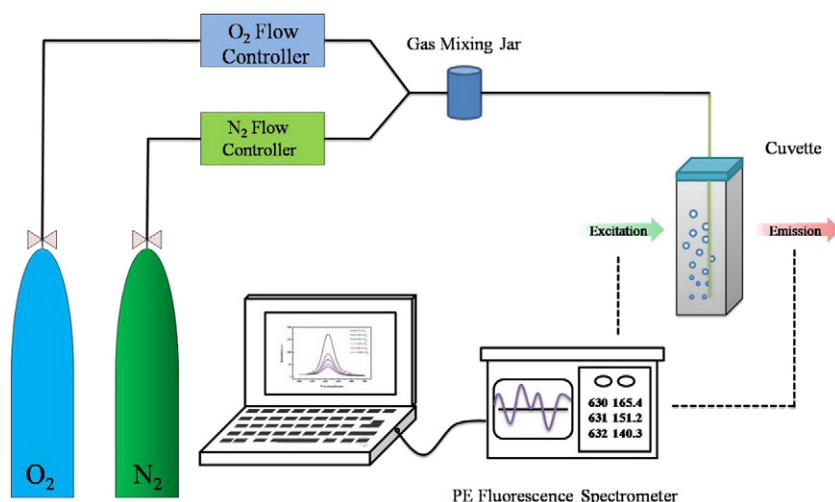 O₂ Flow
Controller
Gas Mixing Jar
N₂ Flow
Controller
Cuvette
Excitation
Emission
630 165.4
631 151.2
632 140.3
O₂
N₂
PE Fluorescence Spectrometer